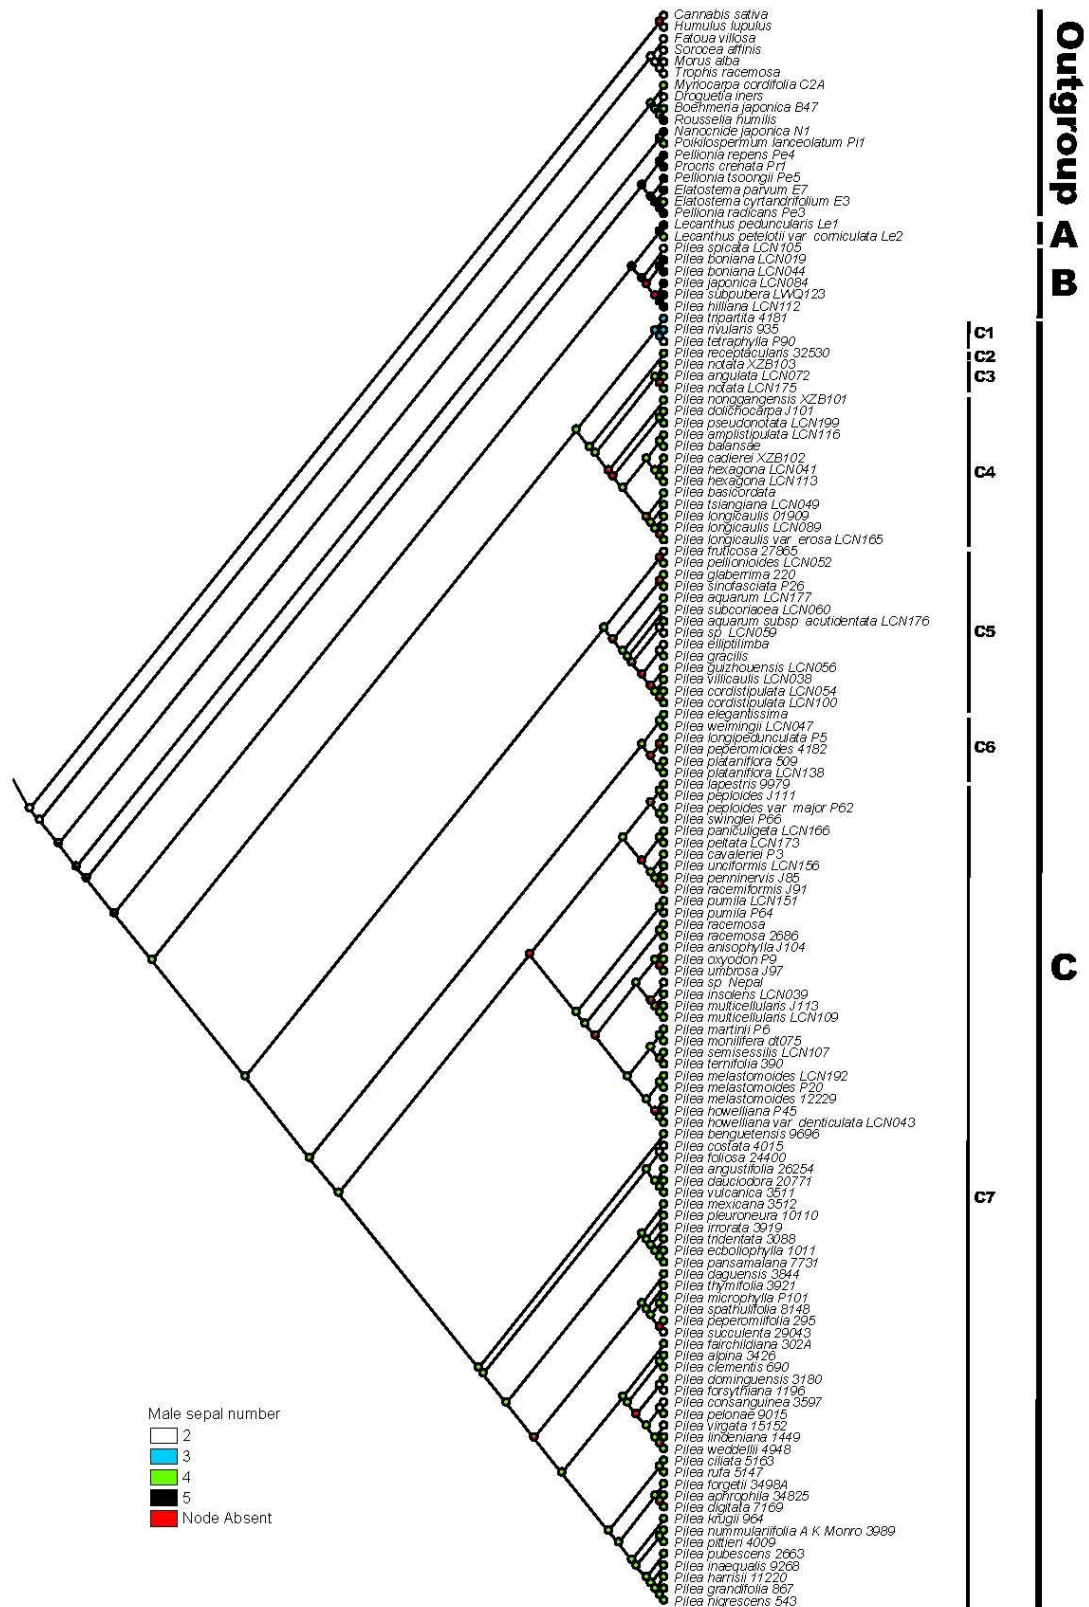 Cannabis sativa
Humulus lupulus
Fatoua villosa
Sorocea affinis
Morus alba
Trophis racemosa
Myriocarpa cordifolia C2A
Droguetia iners
Boehmeria japonica B47
Rousselia humilis
Nanocnide japonica N1
Poikilospermum lanceolatum Pi1
Pellionia repens Pe4
Procris crenata Pr1
Pellionia tsoongii Pe5
Elatostema parvum E7
Elatostema cyrtandrifolium E3
Pellionia radicans Pe3
Outgroup
Lecanthus peduncularis Le1
Lecanthus petelotii var corniculata Le2
A
Pilea spicata LCN105
Pilea boniana LCN019
Pilea boniana LCN044
Pilea japonica LCN084
Pilea subpubera LWQ123
Pilea hilliana LCN112
B
Pilea tripartita 4181
Pilea rivularis 935
Pilea tetraphylla P90
C1
Pilea receptacularis 32530
C2
Pilea notata XZB103
Pilea angulata LCN072
Pilea notata LCN175
C3
Pilea nonggangensis XZB101
Pilea dolichocarpa J101
Pilea pseudonotata LCN199
Pilea amplistipulata LCN116
Pilea balansae
Pilea cadierei XZB102
Pilea hexagona LCN041
Pilea hexagona LCN113
Pilea basicordata
Pilea tsiangiana LCN049
Pilea longicaulis 01909
Pilea longicaulis LCN089
Pilea longicaulis var erosa LCN165
C4
Pilea fruticosa 27865
Pilea pellionioides LCN052
Pilea glaberrima 220
Pilea sinofasciata P26
Pilea aquarum LCN177
Pilea subcoriacea LCN060
Pilea aquarum subsp acutidentata LCN176
Pilea sp LCN059
Pilea elliptilimba
Pilea gracilis
Pilea guizhouensis LCN056
Pilea villicaulis LCN038
Pilea cordistipulata LCN054
Pilea cordistipulata LCN100
C5
Pilea elegantissima
Pilea weimingii LCN047
Pilea longipedunculata P5
Pilea peperomioides 4182
Pilea plataniflora 509
Pilea plataniflora LCN138
C6
Pilea lapestris 9979
Pilea peploides J111
Pilea peploides var major P62
Pilea swinglei P66
Pilea paniculigeta LCN166
Pilea peltata LCN173
Pilea cavaleriei P3
Pilea unciformis LCN156
Pilea penninervis J85
Pilea racemiformis J91
Pilea pumila LCN151
Pilea pumila P64
Pilea racemosa
Pilea racemosa 2686
Pilea anisophylla J104
Pilea oxyodon P9
Pilea umbrosa J97
Pilea sp Nepal
Pilea insolens LCN039
Pilea multicellularis J113
Pilea multicellularis LCN109
Pilea martinii P6
Pilea monilifera dt075
Pilea semisessilis LCN107
Pilea ternifolia 390
Pilea melastomoides LCN192
Pilea melastomoides P20
Pilea melastomoides 12229
Pilea howelliana P45
Pilea howelliana var denticulata LCN043
Pilea benguetensis 9696
Pilea costata 4015
Pilea foliosa 24400
Pilea angustifolia 26254
Pilea dauciodora 20771
Pilea vulcanica 3511
Pilea mexicana 3512
Pilea pleuroneura 10110
Pilea irrorata 3919
Pilea tridentata 3088
Pilea ecboliophylla 1011
Pilea pansamalana 7731
Pilea daguensis 3844
Pilea thymifolia 3921
Pilea microphylla P101
Pilea spathulifolia 8148
Pilea peperomiifolia 295
Pilea succulenta 29043
Pilea fairchildiana 302A
Pilea alpina 3426
Pilea clementis 690
Pilea dominguensis 3180
Pilea forsythiana 1196
Pilea consanguinea 3597
Pilea pelonae 9015
Pilea virgata 15152
Pilea lindeniana 1449
Pilea weddellii 4948
Pilea ciliata 5163
Pilea rufa 5147
Pilea forgetii 3498A
Pilea aphrophila 34825
Pilea digitata 7169
Pilea krugii 964
Pilea nummulariifolia A K Monro 3989
Pilea pittieri 4009
Pilea pubescens 2663
Pilea inaequalis 9268
Pilea harrisii 11220
Pilea grandifolia 867
Pilea nigrescens 543
C7
C
Male sepal number
2
3
4
5
Node Absent